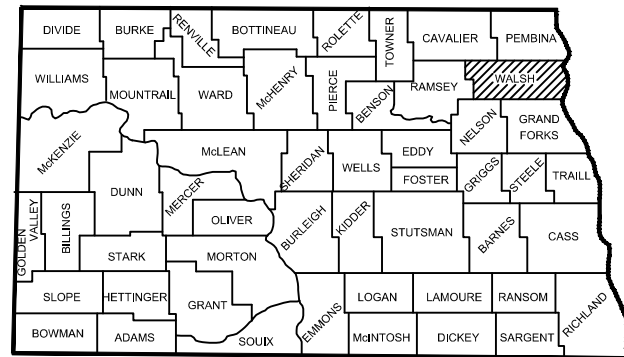 DIVIDE
BURKE
RENVILLE
BOTTINEAU
ROLETTE
TOWNER
CAVALIER
PEMBINA
WILLIAMS
MOUNTRAIL
WARD
McHENRY
PIERCE
BENSON
RAMSEY
WALSH
McKENZIE
McLEAN
SHERIDAN
WELLS
EDDY
FOSTER
NELSON
GRAND
FORKS
GRIGGS
STEELE
TRAILL
GOLDEN
VALLEY
BILLINGS
DUNN
MERCER
OLIVER
BURLEIGH
KIDDER
STUTSMAN
BARNES
CASS
STARK
MORTON
SLOPE
HETTINGER
GRANT
EMMONS
LOGAN
LAMOURE
RANSOM
RICHLAND
BOWMAN
ADAMS
SOUIX
McINTOSH
DICKEY
SARGENT